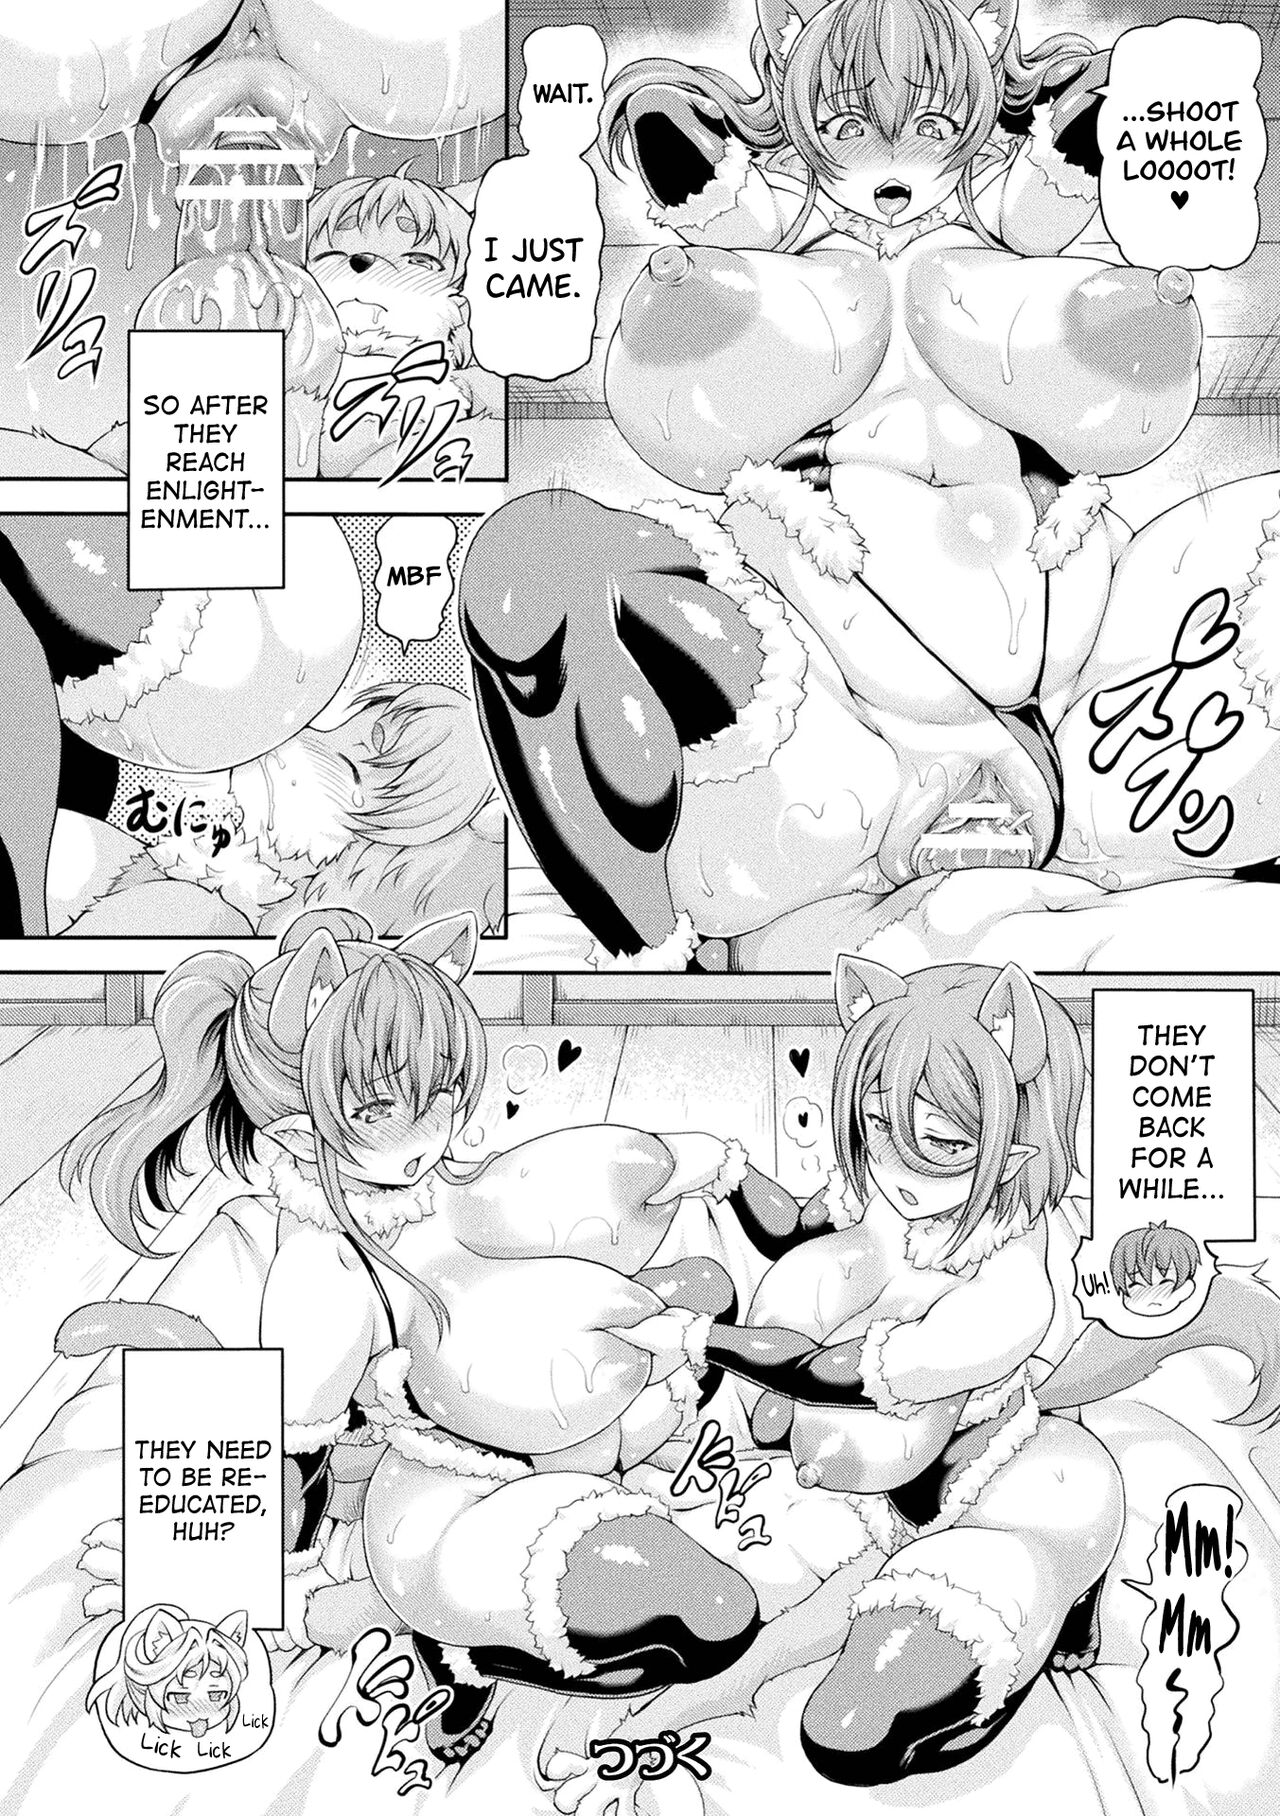 ...SHOOT
A WHOLE
LOOOOT!
♥
WAIT.
I JUST
CAME.
SO AFTER
THEY
REACH
ENLIGHT-
ENMENT...
MBF
むにゅ
THEY
DON'T
COME
BACK
FOR A
WHILE...
Uh!
THEY NEED
TO BE RE-
EDUCATED,
HUH?
Lick
Lick
Lick
Mm!
Mm
つづく